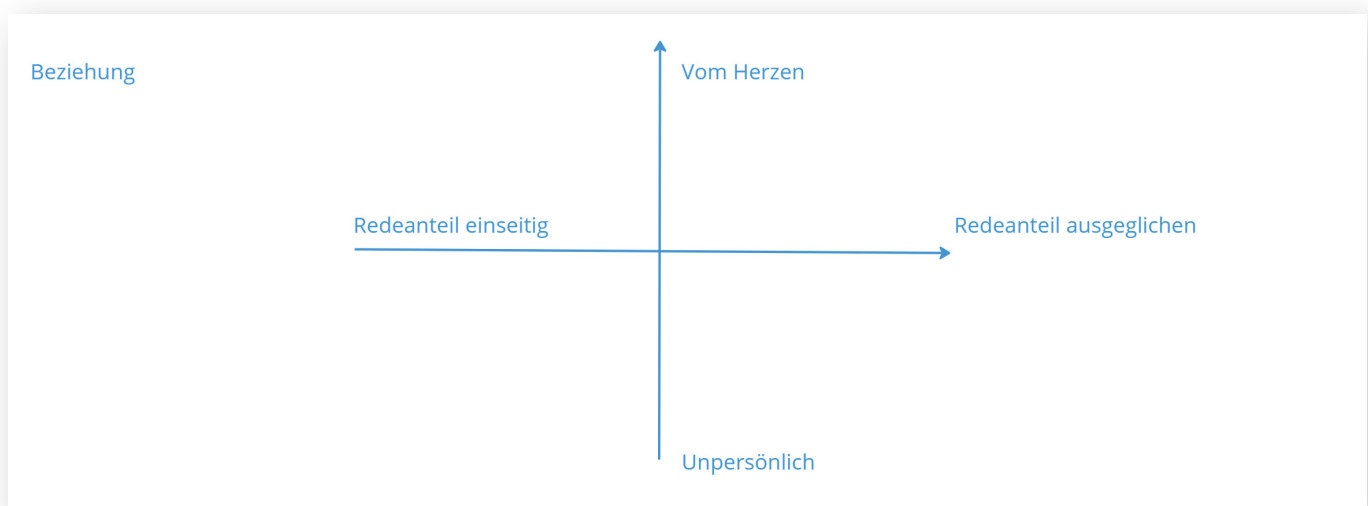 Beziehung
Vom Herzen
Redeanteil einseitig
Redeanteil ausgeglichen
Unpersönlich